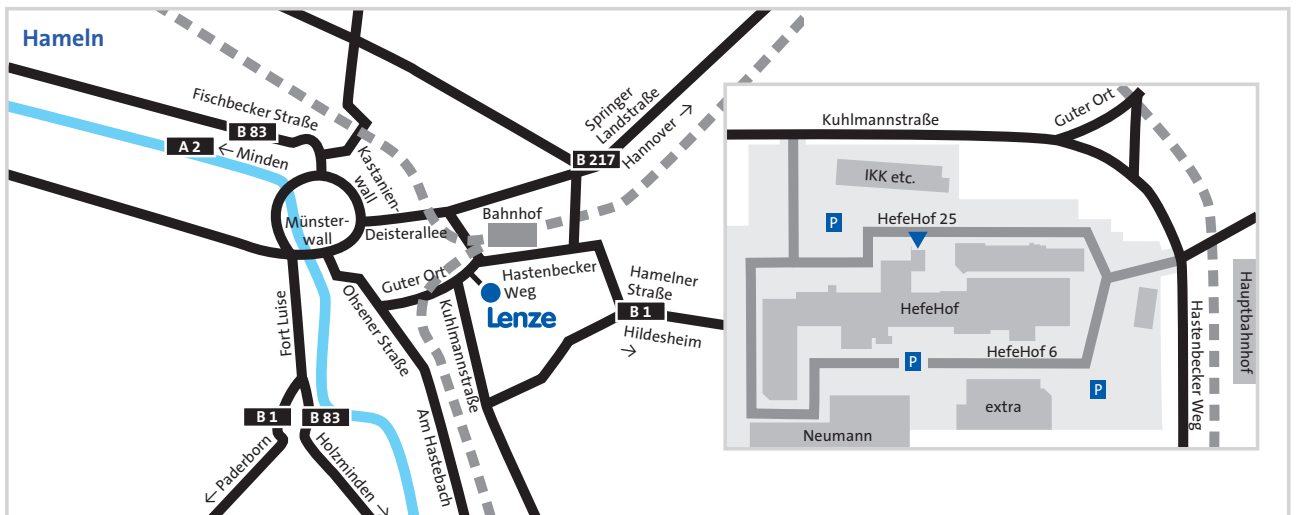 Hameln
Fischbecker Straße
B 83
A 2
← Minden
Kastanien-
wall
Münster-
wall
Deisterallee
Bahnhof
Springer
Landstraße
Hannover →
B 217
Guter Ort
Hastenbecker
Weg
Lenze
Hamelner
Straße
B 1
Hildesheim
→
Fort Luise
Ohsener Straße
Kuhlmannstraße
Am Hastebach
B 1
B 83
← Paderborn
Holzminden →
Kuhlmannstraße
Guter Ort
IKK etc.
P
HefeHof 25
HefeHof
HefeHof 6
P
P
extra
Neumann
Hastenbecker Weg
Hauptbahnhof